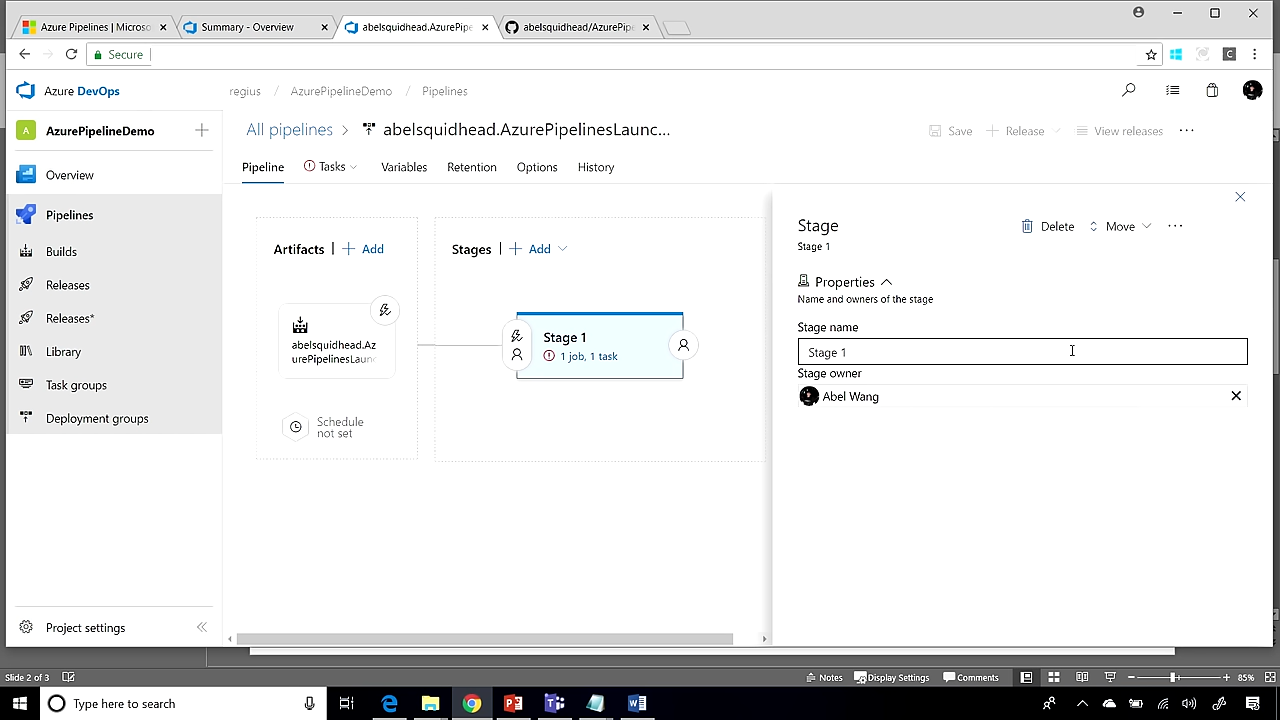 Azure Pipelines | Microso
Summary - Overview
abelsquidhead.AzurePipe
abelsquidhead/AzurePip
Secure
Azure DevOps
regius / AzurePipelineDemo / Pipelines
A AzurePipelineDemo
All pipelines > abelsquidhead.AzurePipelinesLaunc...
Save
Release
View releases
Pipeline
Tasks
Variables
Retention
Options
History
Overview
Pipelines
Builds
Releases
Releases*
Library
Task groups
Deployment groups
Project settings
Artifacts | + Add
Stages | + Add
abelsquidhead.Az
urePipelinesLaun
Schedule
not set
Stage 1
1 job, 1 task
Stage
Stage 1
Delete
Move
Properties
Name and owners of the stage
Stage name
Stage 1
Stage owner
Abel Wang
Slide 2 of 3
Notes
Display Settings
Comments
85%
Type here to search